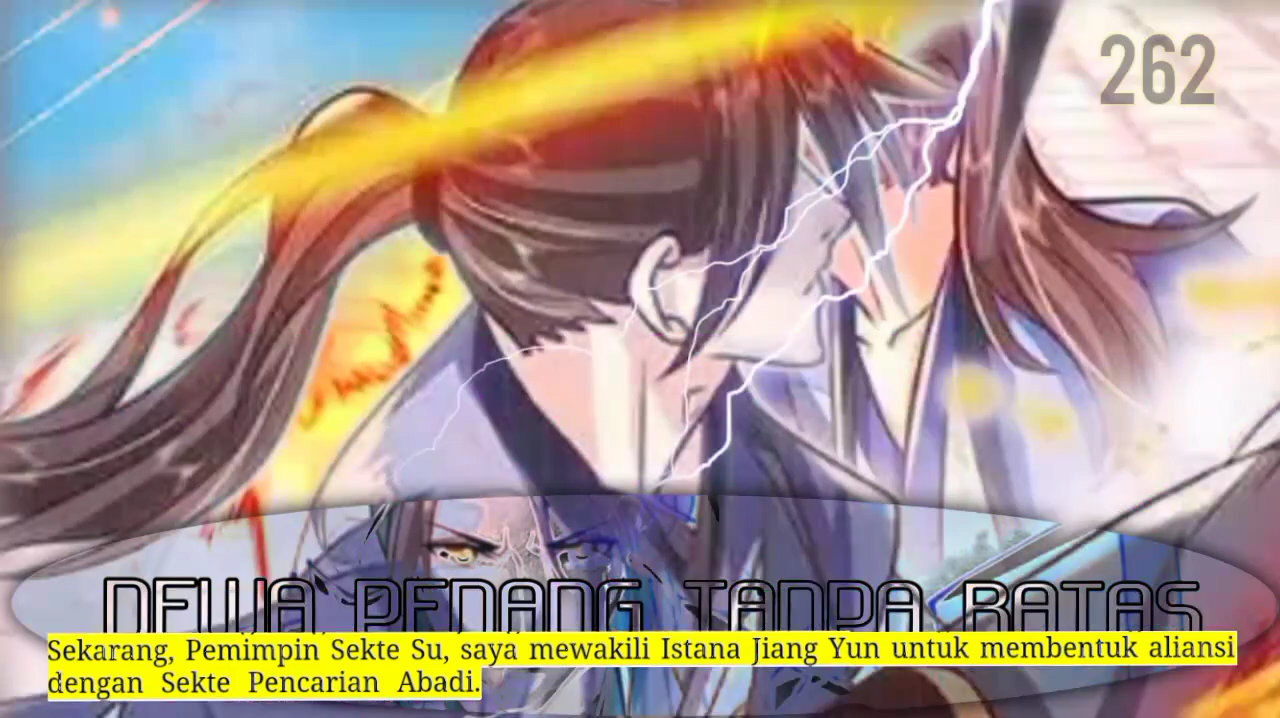 262
DEWA PEDANG TANPA BATAS
Sekarang, Pemimpin Sekte Su, saya mewakili Istana Jiang Yun untuk membentuk aliansi
dengan Sekte Pencarian Abadi.